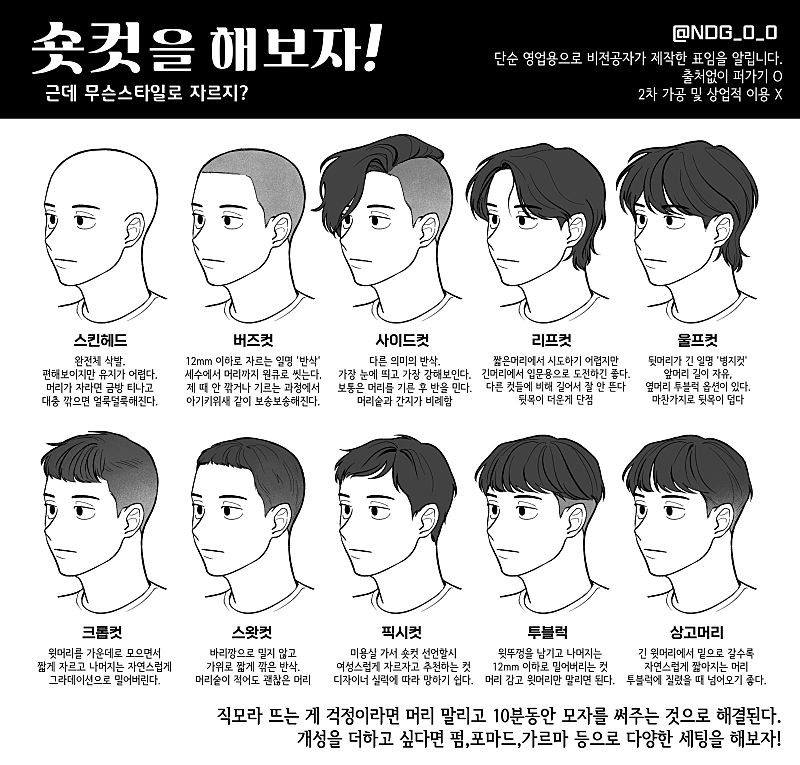 숏컷을 해보자!
근데 무슨스타일로 자르지?
@NDG_O_O
단순 영업용으로 비전공자가 제작한 표임을 알립니다.
출처없이 퍼가기 O
2차 가공 및 상업적 이용 X
스킨헤드
완전체 삭발.
편해보이지만 유지가 어렵다.
머리가 자라면 금방 티나고
대충 깎으면 얼룩덜룩해진다.
버즈컷
12mm 이하로 자르는 일명 '반삭'
세수에서 머리까지 원큐로 씻는다.
제 때 안 깎거나 기르는 과정에서
아기키위새 같이 보송보송해진다.
사이드컷
다른 의미의 반삭.
가장 눈에 띄고 가장 강해보인다.
보통은 머리를 기른 후 반을 민다.
머리숱과 간지가 비례함
리프컷
짧은머리에서 시도하기 어렵지만
긴머리에서 입문용으로 도전하긴 좋다.
다른 컷들에 비해 길어서 잘 안 뜬다
뒷목이 더운게 단점
울프컷
뒷머리가 긴 일명 '병지컷'
앞머리 길이 자유,
옆머리 투블럭 옵션이 있다.
마찬가지로 뒷목이 덥다
크롭컷
윗머리를 가운데로 모으면서
짧게 자르고 나머지는 자연스럽게
그라데이션으로 밀어버린다.
스왓컷
바리깡으로 밀지 않고
가위로 짧게 깎은 반삭.
머리숱이 적어도 괜찮은 머리
픽시컷
미용실 가서 숏컷 선언할시
여성스럽게 자르자고 추천하는 컷
디자이너 실력에 따라 망하기 쉽다.
투블럭
윗뚜껑을 남기고 나머지는
12mm 이하로 밀어버리는 컷
머리 감고 윗머리만 말리면 된다.
상고머리
긴 윗머리에서 밑으로 갈수록
자연스럽게 짧아지는 머리
투블럭에 질렸을 때 넘어오기 좋다.
직모라 뜨는 게 걱정이라면 머리 말리고 10분동안 모자를 써주는 것으로 해결된다.
개성을 더하고 싶다면 펌,포마드,가르마 등으로 다양한 세팅을 해보자!